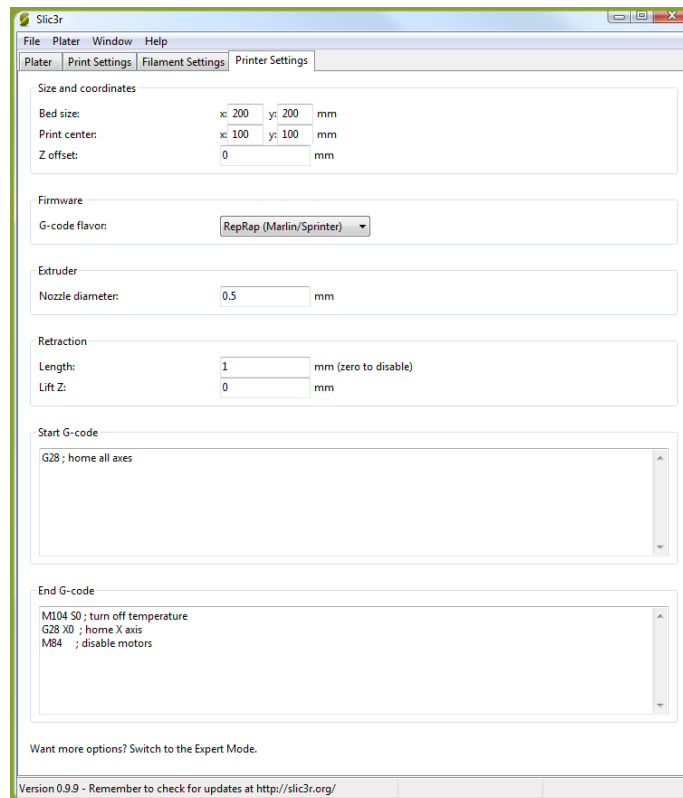 Slic3r
File Plater Window Help
Plater Print Settings Filament Settings Printer Settings
Size and coordinates
Bed size: x: 200 y: 200 mm
Print center: x: 100 y: 100 mm
Z offset: 0 mm
Firmware
G-code flavor: RepRap (Marlin/Sprinter)
Extruder
Nozzle diameter: 0.5 mm
Retraction
Length: 1 mm (zero to disable)
Lift Z: 0 mm
Start G-code
G28 ; home all axes
End G-code
M104 S0 ; turn off temperature
G28 X0 ; home X axis
M84 ; disable motors
Want more options? Switch to the Expert Mode.
Version 0.9.9 - Remember to check for updates at http://slic3r.org/